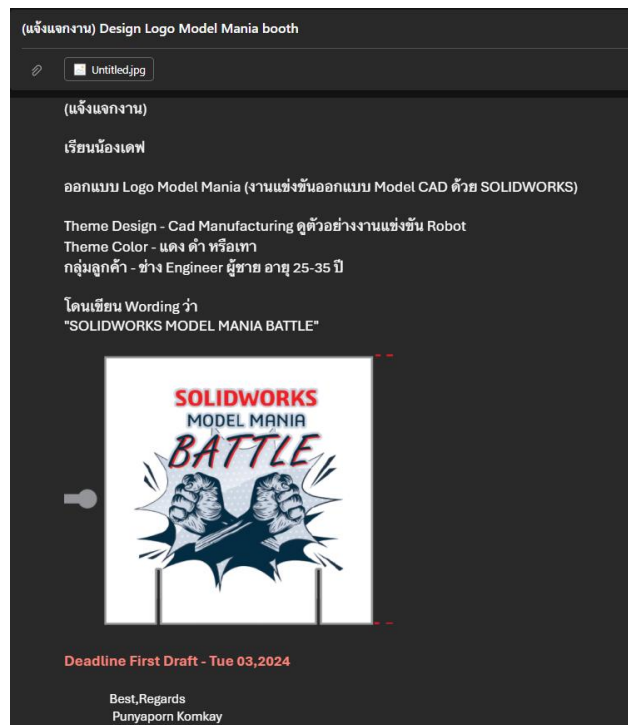 (แจ้งแจกงาน) Design Logo Model Mania booth
Untitled.jpg
(แจ้งแจกงาน)
เรียนน้องเดฟ
ออกแบบ Logo Model Mania (งานแข่งขันออกแบบ Model CAD ด้วย SOLIDWORKS)
Theme Design - Cad Manufacturing ดูตัวอย่างงานแข่งขัน Robot
Theme Color - แดง ดำ หรือเทา
กลุ่มลูกค้า - ช่าง Engineer ผู้ชาย อายุ 25-35 ปี
โดนเขียน Wording ว่า
"SOLIDWORKS MODEL MANIA BATTLE"
SOLIDWORKS
MODEL MANIA
BATTLE
Deadline First Draft - Tue 03,2024
Best,Regards
Punyaporn Komkay